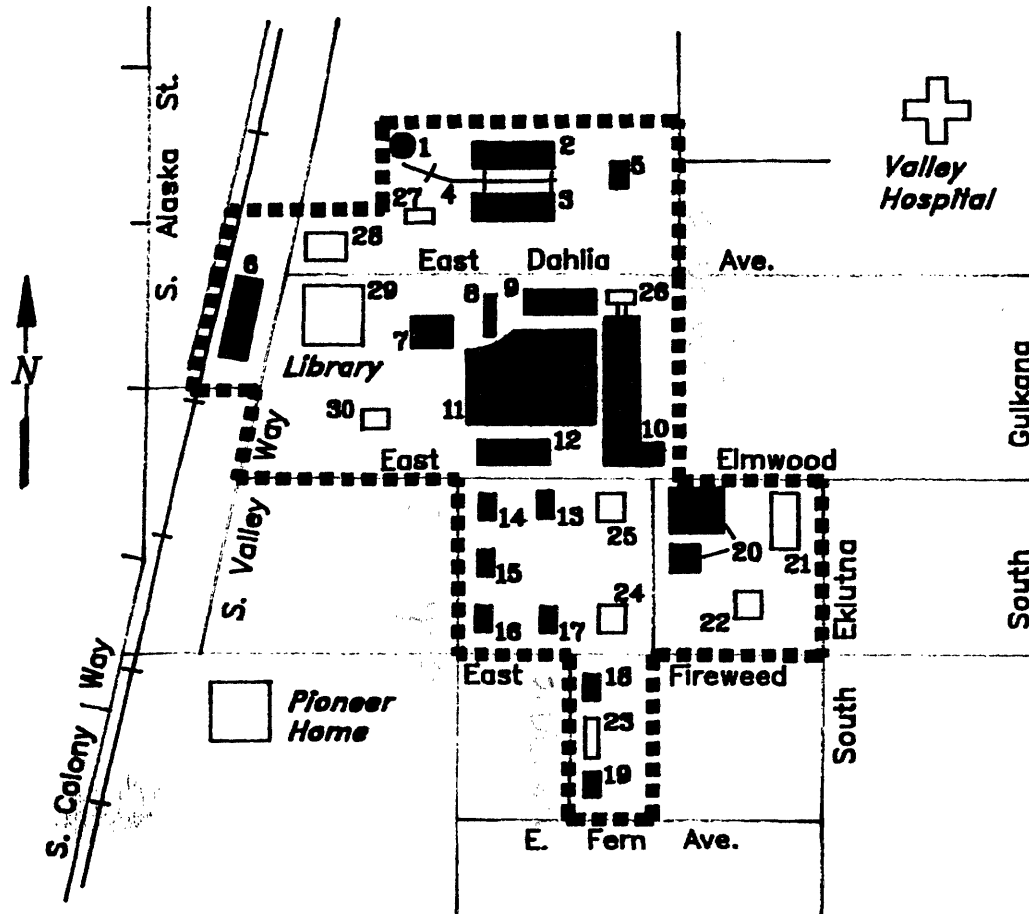 S. Alaska St.
1
2
5
Valley
Hospital
4
27
3
28
East Dahlia Ave.
6
29
8
9
26
7
Library
30
11
12
10
Gulkana
S. Valley Way
East Elmwood
14
13
25
20
21
15
24
22
16
17
Eklutna
South
East Fireweed
18
Pioneer
Home
23
19
South
S. Colony Way
E. Fern Ave.
N